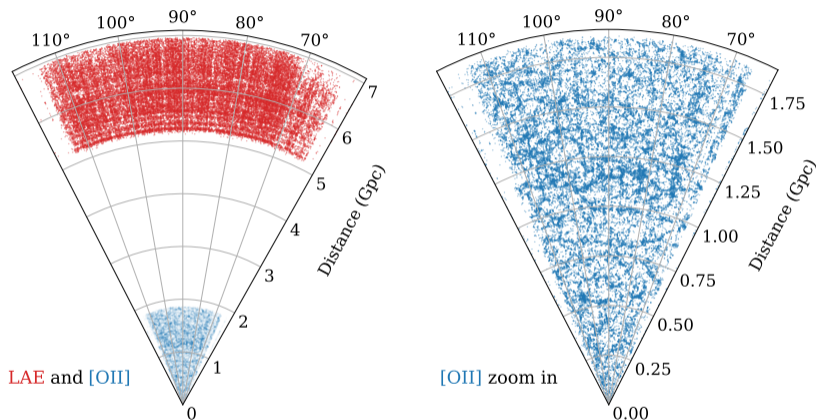 110° 100° 90° 80° 70°
7
6
5
4
3
2
1
0
Distance (Gpc)
LAE and [OII]
110° 100° 90° 80° 70°
1.75
1.50
1.25
1.00
0.75
0.50
0.25
0.00
Distance (Gpc)
[OII] zoom in